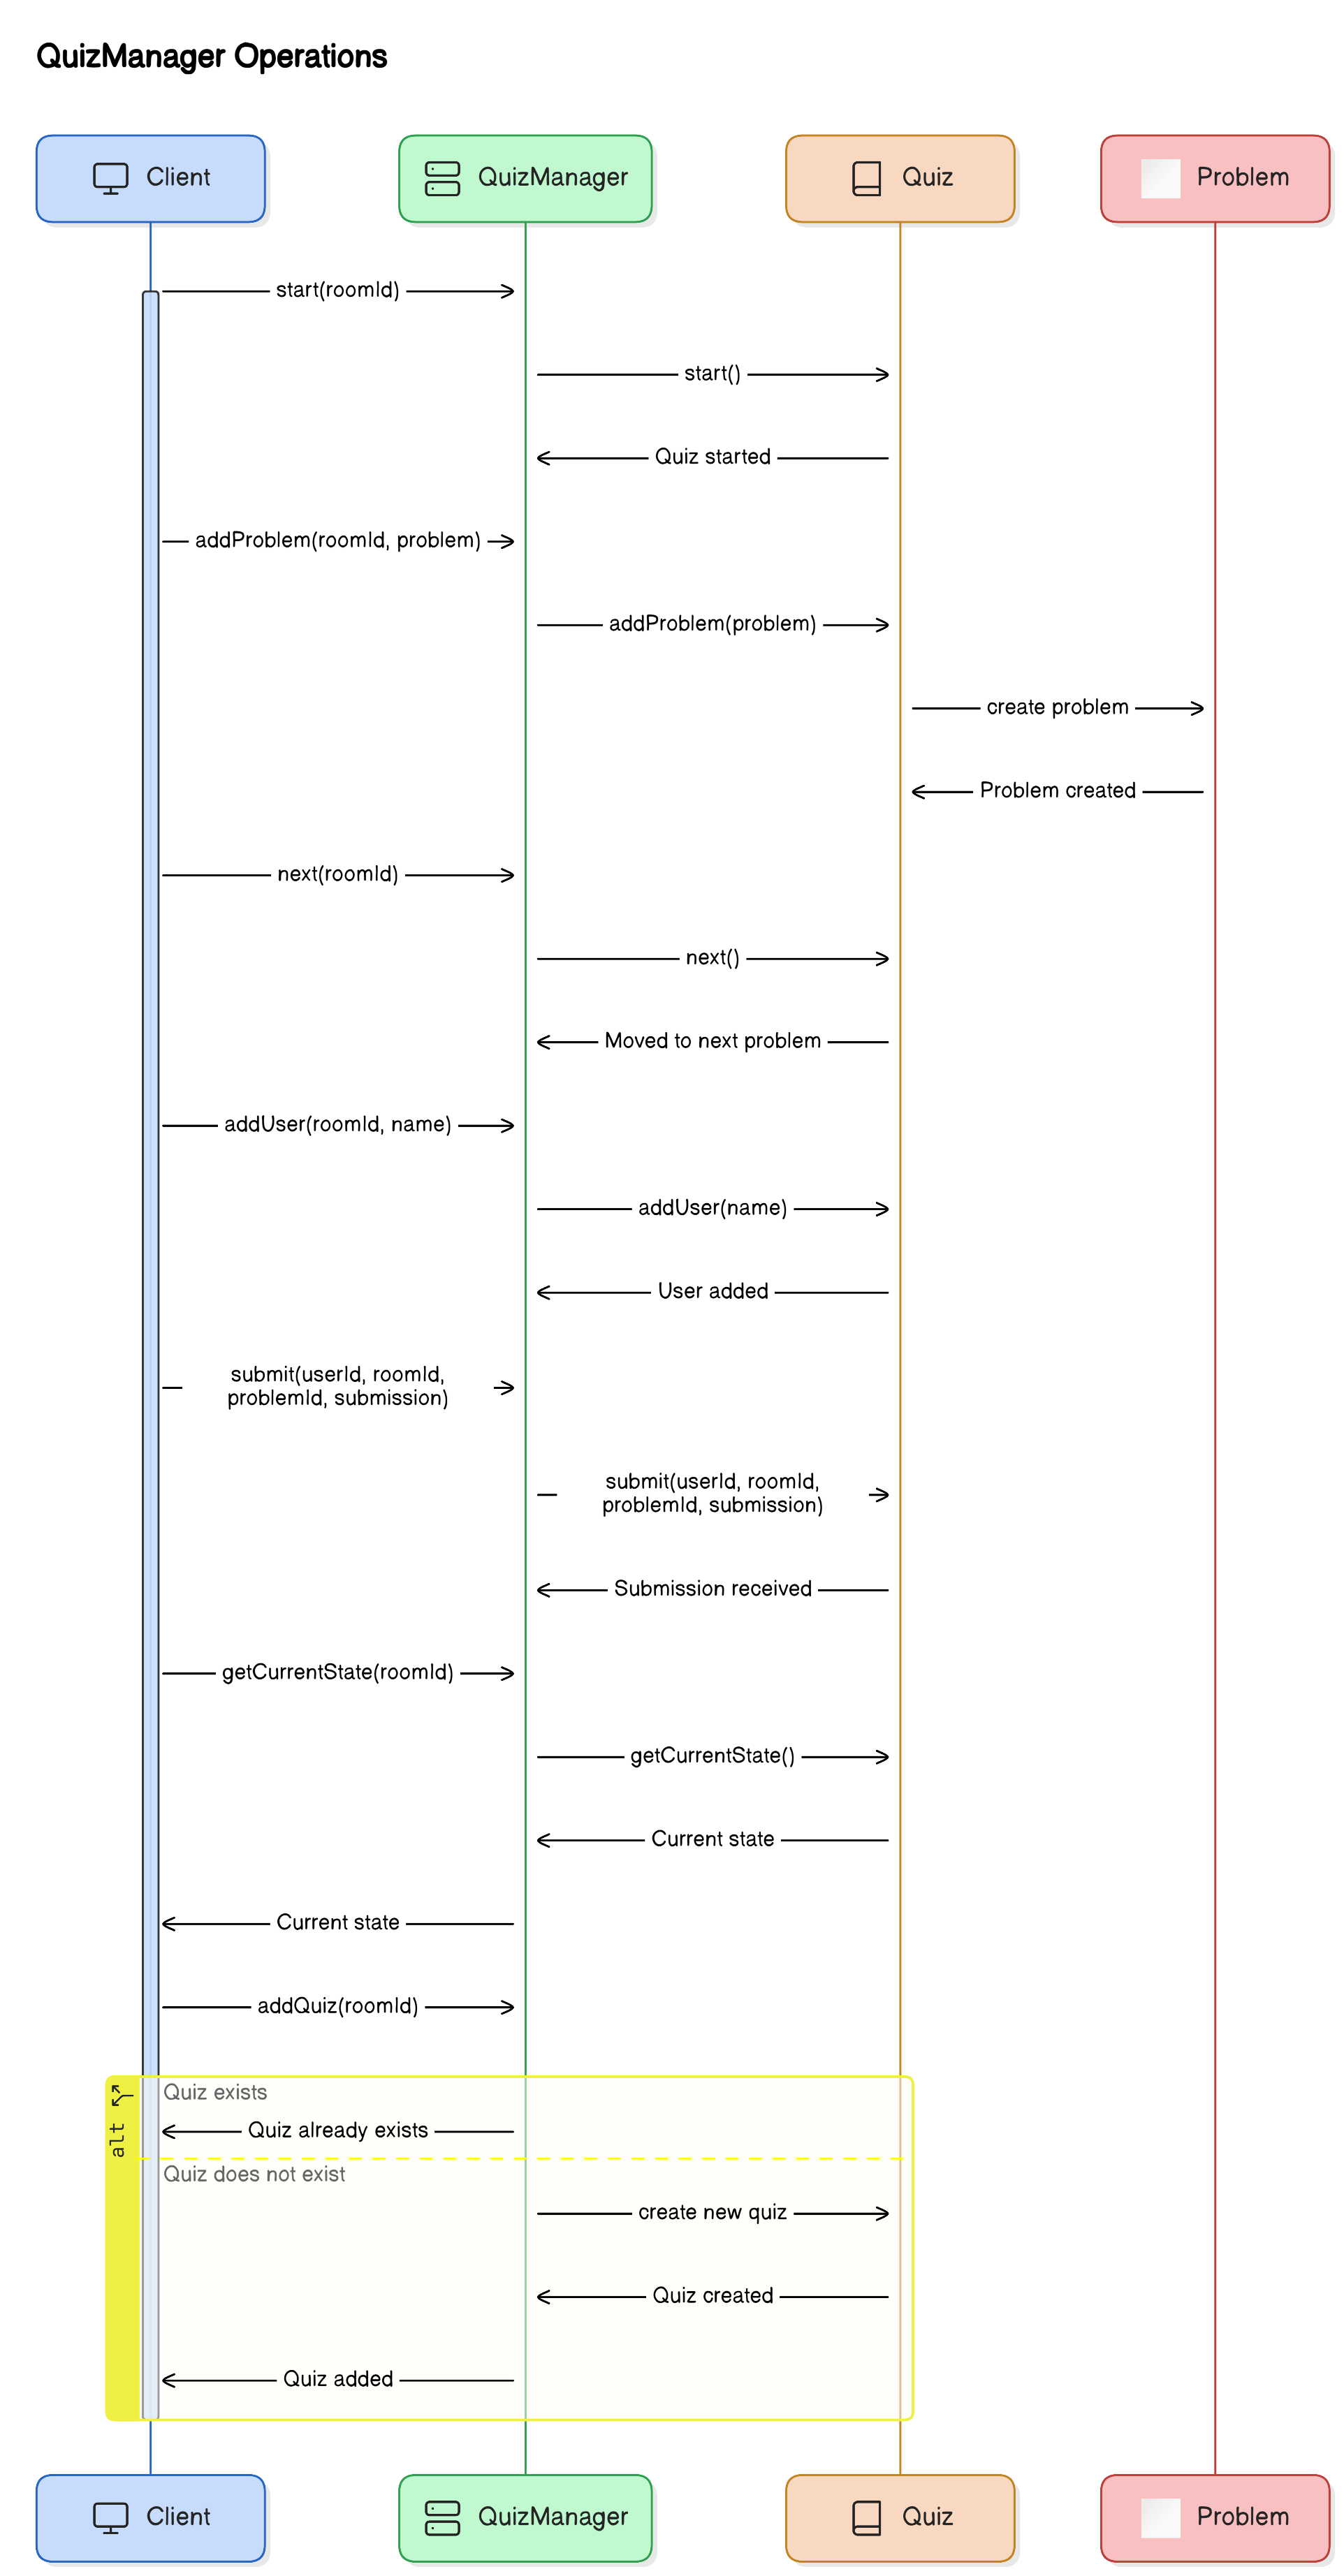 QuizManager Operations
Client
QuizManager
Quiz
Problem
start(roomId)
start()
Quiz started
addProblem(roomId, problem)
addProblem(problem)
create problem
Problem created
next(roomId)
next()
Moved to next problem
addUser(roomId, name)
addUser(name)
User added
submit(userId, roomId,
problemId, submission)
submit(userId, roomId,
problemId, submission)
Submission received
getCurrentState(roomId)
getCurrentState()
Current state
Current state
addQuiz(roomId)
alt
Quiz exists
Quiz already exists
Quiz does not exist
create new quiz
Quiz created
Quiz added
Client
QuizManager
Quiz
Problem